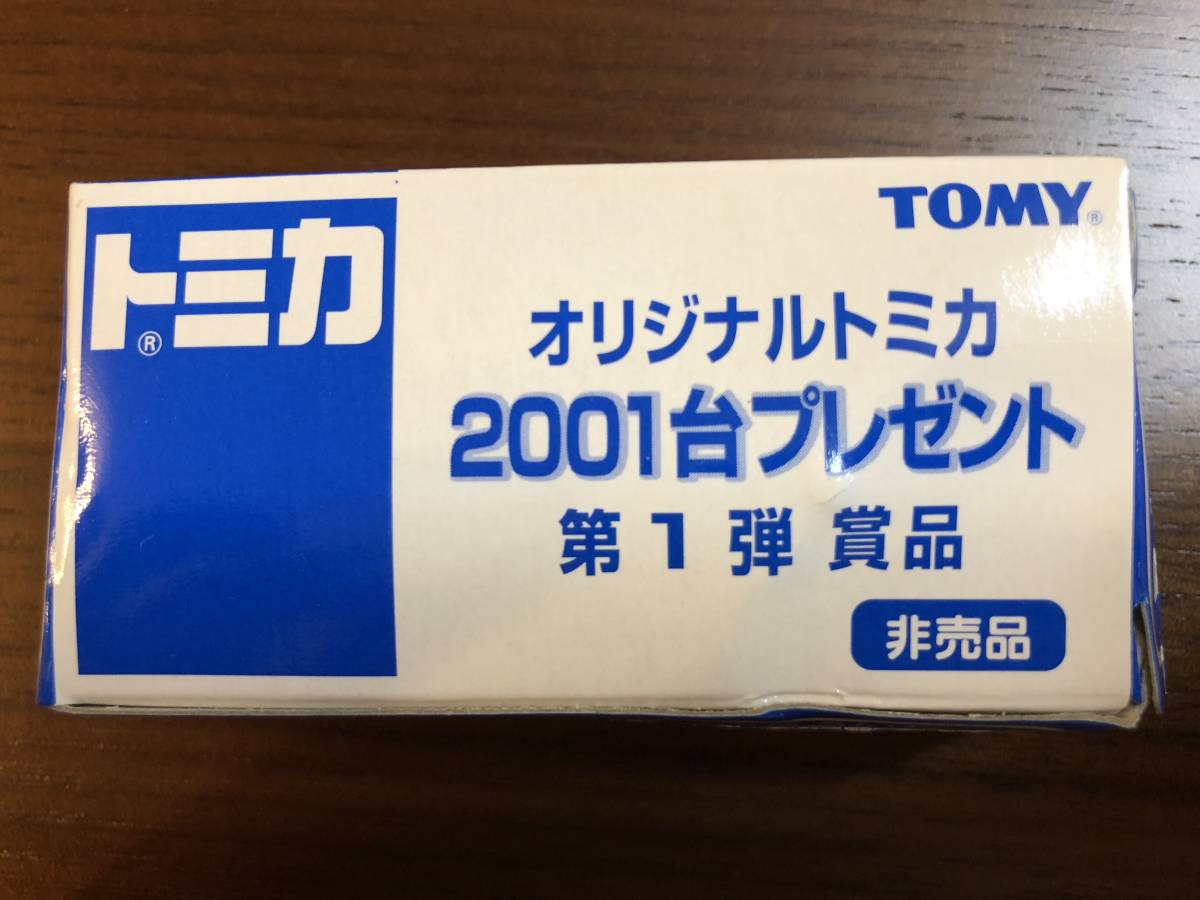 トミカ®
TOMY®
オリジナルトミカ
2001台プレゼント
第1弾 賞品
非売品